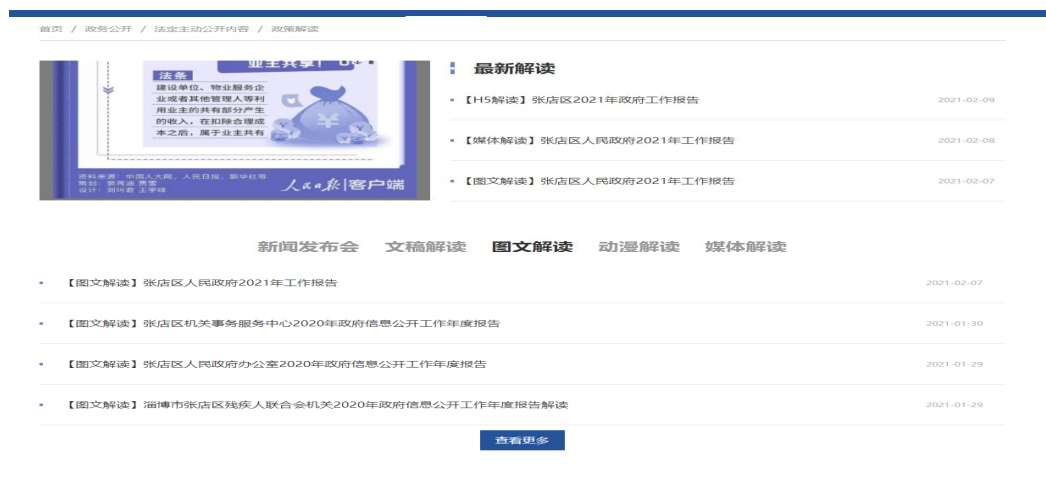 首页 / 政务公开 / 法定主动公开内容 / 政策解读
业主共享！
法条
建设单位、物业服务企
业或者其他管理人等利
用业主的共有部分产生
的收入，在扣除合理成
本之后，属于业主共有
资料来源：中国人大网、人民日报、新华社等
人民日报|客户端
最新解读
【H5解读】张店区2021年政府工作报告 2021-02-09
【媒体解读】张店区人民政府2021年工作报告 2021-02-08
【图文解读】张店区人民政府2021年工作报告 2021-02-07
新闻发布会 文稿解读 图文解读 动漫解读 媒体解读
【图文解读】张店区人民政府2021年工作报告 2021-02-07
【图文解读】张店区机关事务服务中心2020年政府信息公开工作年度报告 2021-01-30
【图文解读】张店区人民政府办公室2020年政府信息公开工作年度报告 2021-01-29
【图文解读】淄博市张店区残疾人联合会机关2020年政府信息公开工作年度报告解读 2021-01-29
查看更多